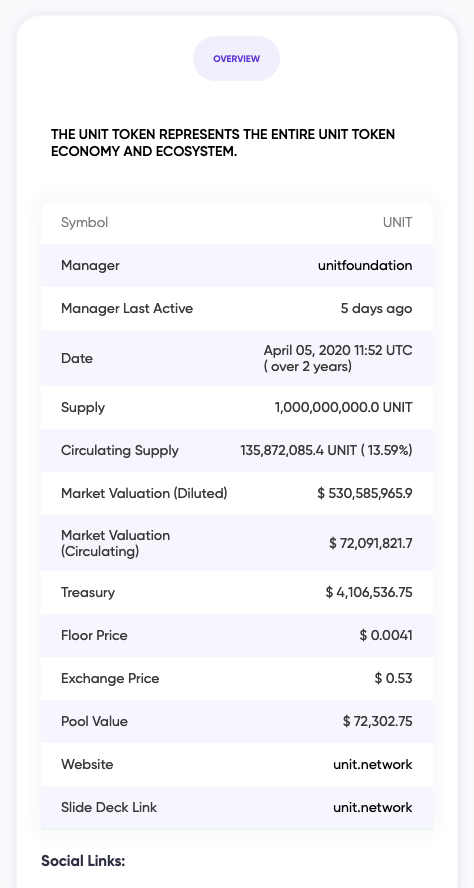 OVERVIEW
THE UNIT TOKEN REPRESENTS THE ENTIRE UNIT TOKEN
ECONOMY AND ECOSYSTEM.
Symbol UNIT
Manager unitfoundation
Manager Last Active 5 days ago
Date April 05, 2020 11:52 UTC
( over 2 years)
Supply 1,000,000,000.0 UNIT
Circulating Supply 135,872,085.4 UNIT ( 13.59%)
Market Valuation (Diluted) $ 530,585,965.9
Market Valuation
(Circulating) $ 72,091,821.7
Treasury $ 4,106,536.75
Floor Price $ 0.0041
Exchange Price $ 0.53
Pool Value $ 72,302.75
Website unit.network
Slide Deck Link unit.network
Social Links: